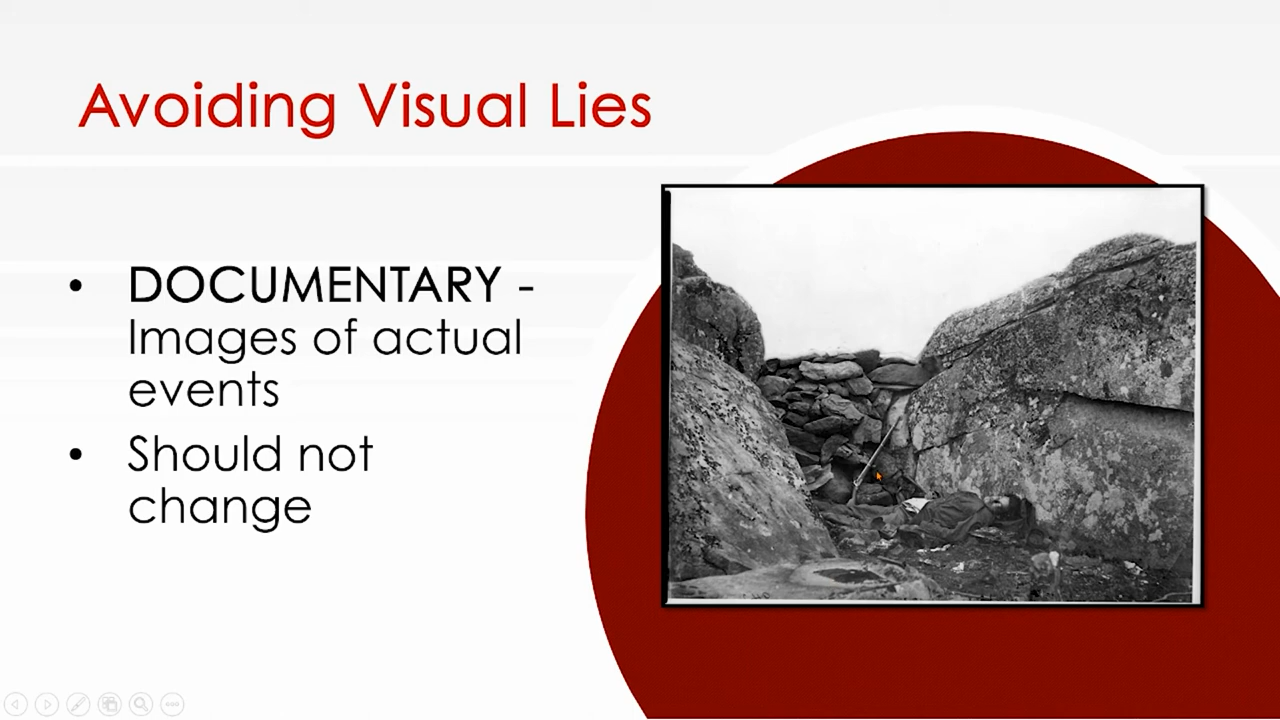 Avoiding Visual Lies
• DOCUMENTARY -
Images of actual
events
• Should not
change